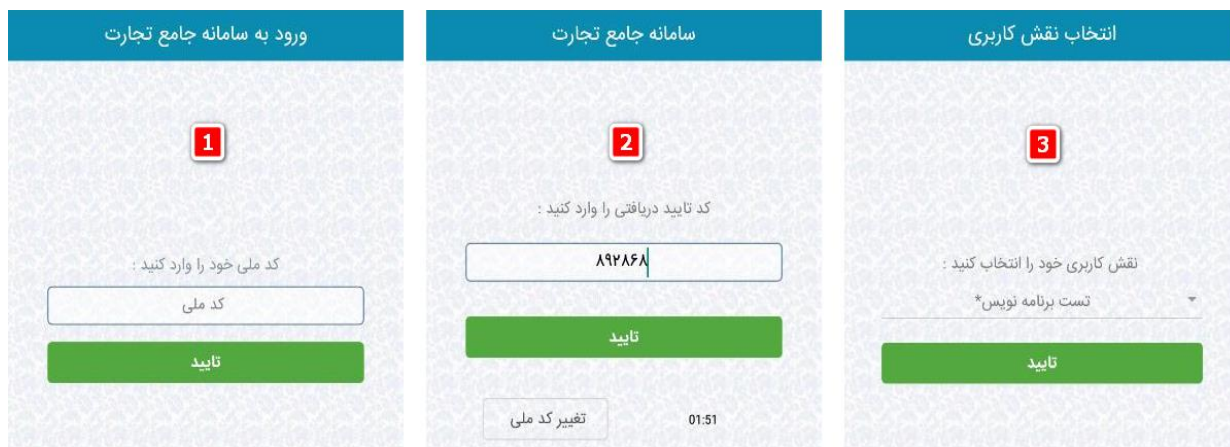 ورود به سامانه جامع تجارت
1
کد ملی خود را وارد کنید :
کد ملی
تایید
سامانه جامع تجارت
2
کد تایید دریافتی را وارد کنید :
۸۹۲۸۶۸
تایید
تغییر کد ملی
01:51
انتخاب نقش کاربری
3
نقش کاربری خود را انتخاب کنید :
تست برنامه نویس*
تایید